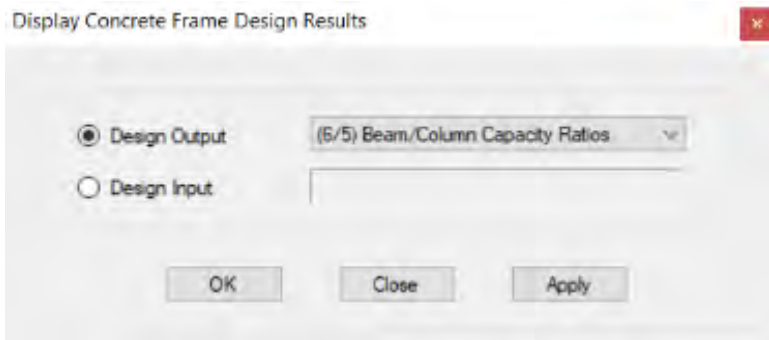 Display Concrete Frame Design Results
Design Output
(6/5) Beam/Column Capacity Ratios
Design Input
OK
Close
Apply